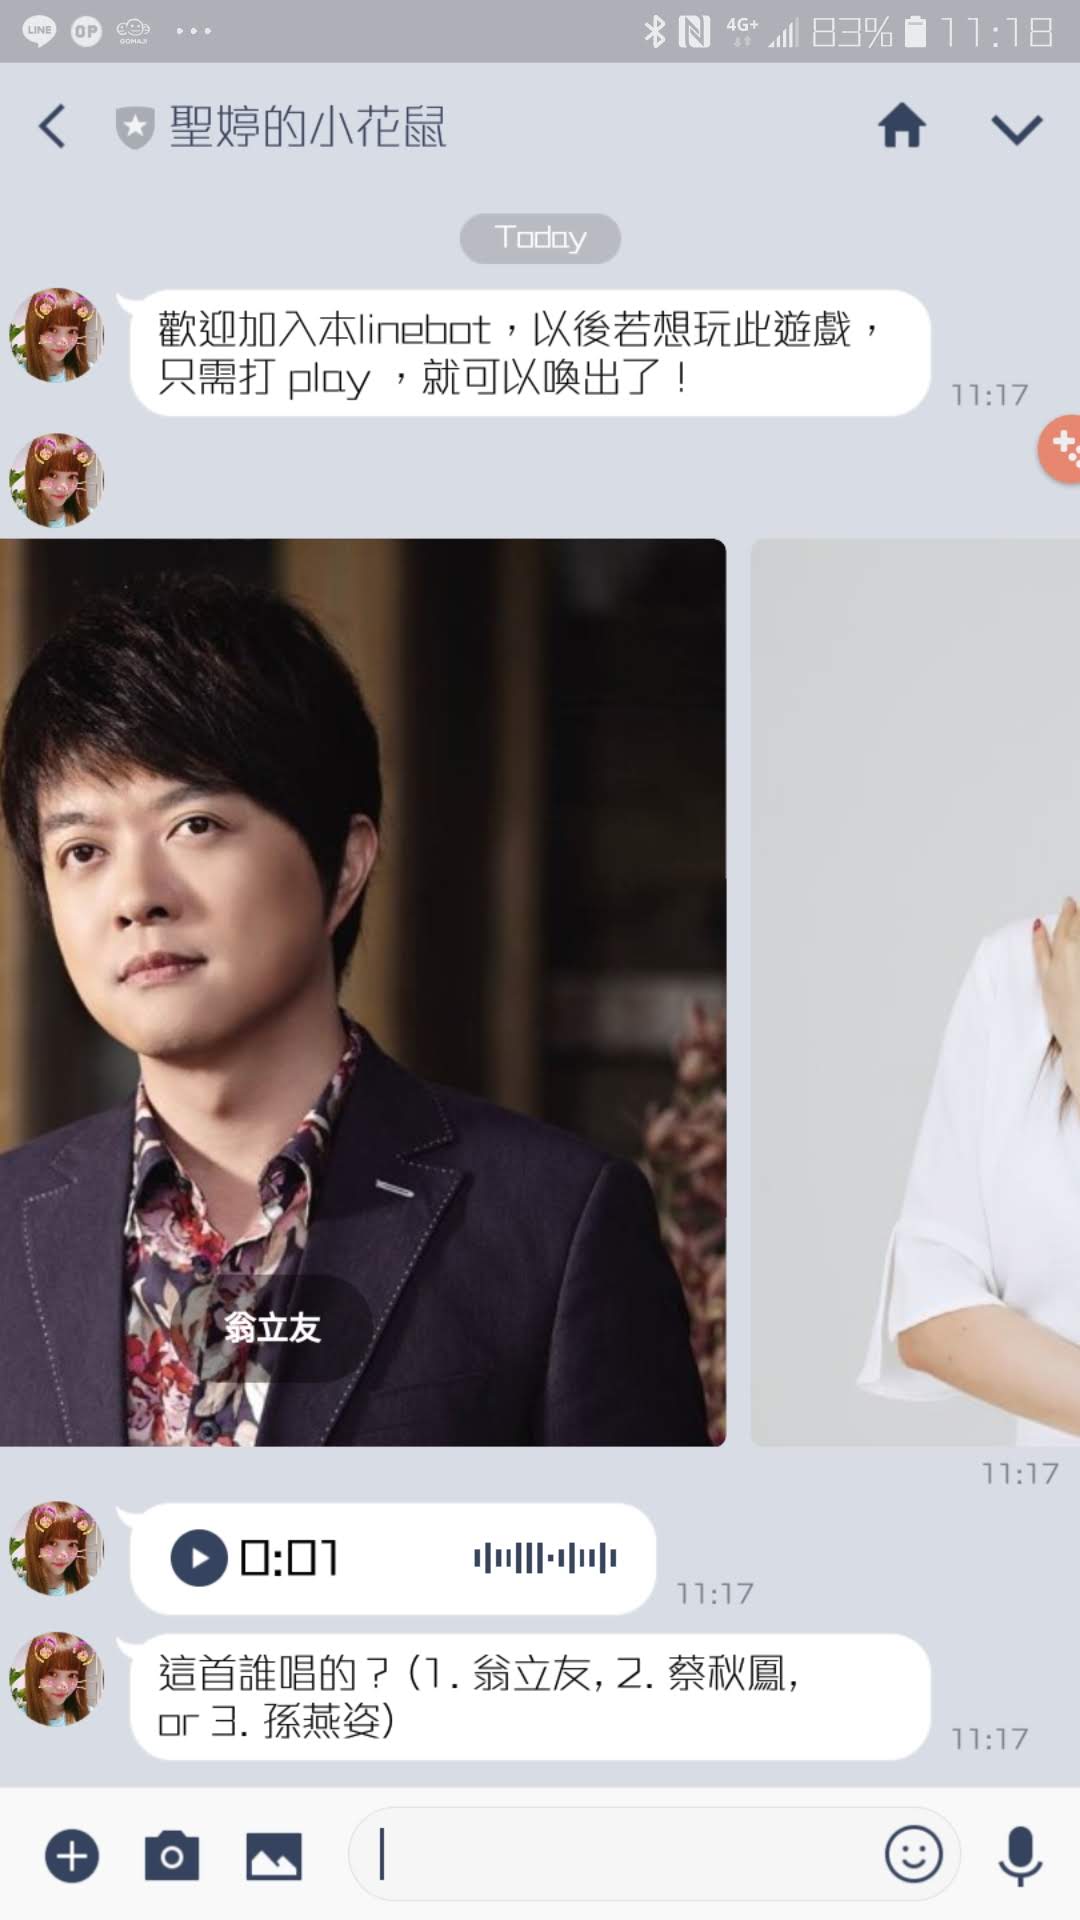 LINE OP GOMAJI 4G+ 83% 11:18
聖婷的小花鼠
Today
歡迎加入本linebot，以後若想玩此遊戲，
只需打 play ，就可以喚出了！
11:17
翁立友
11:17
0:01
11:17
這首誰唱的？(1. 翁立友, 2. 蔡秋鳳,
or 3. 孫燕姿)
11:17